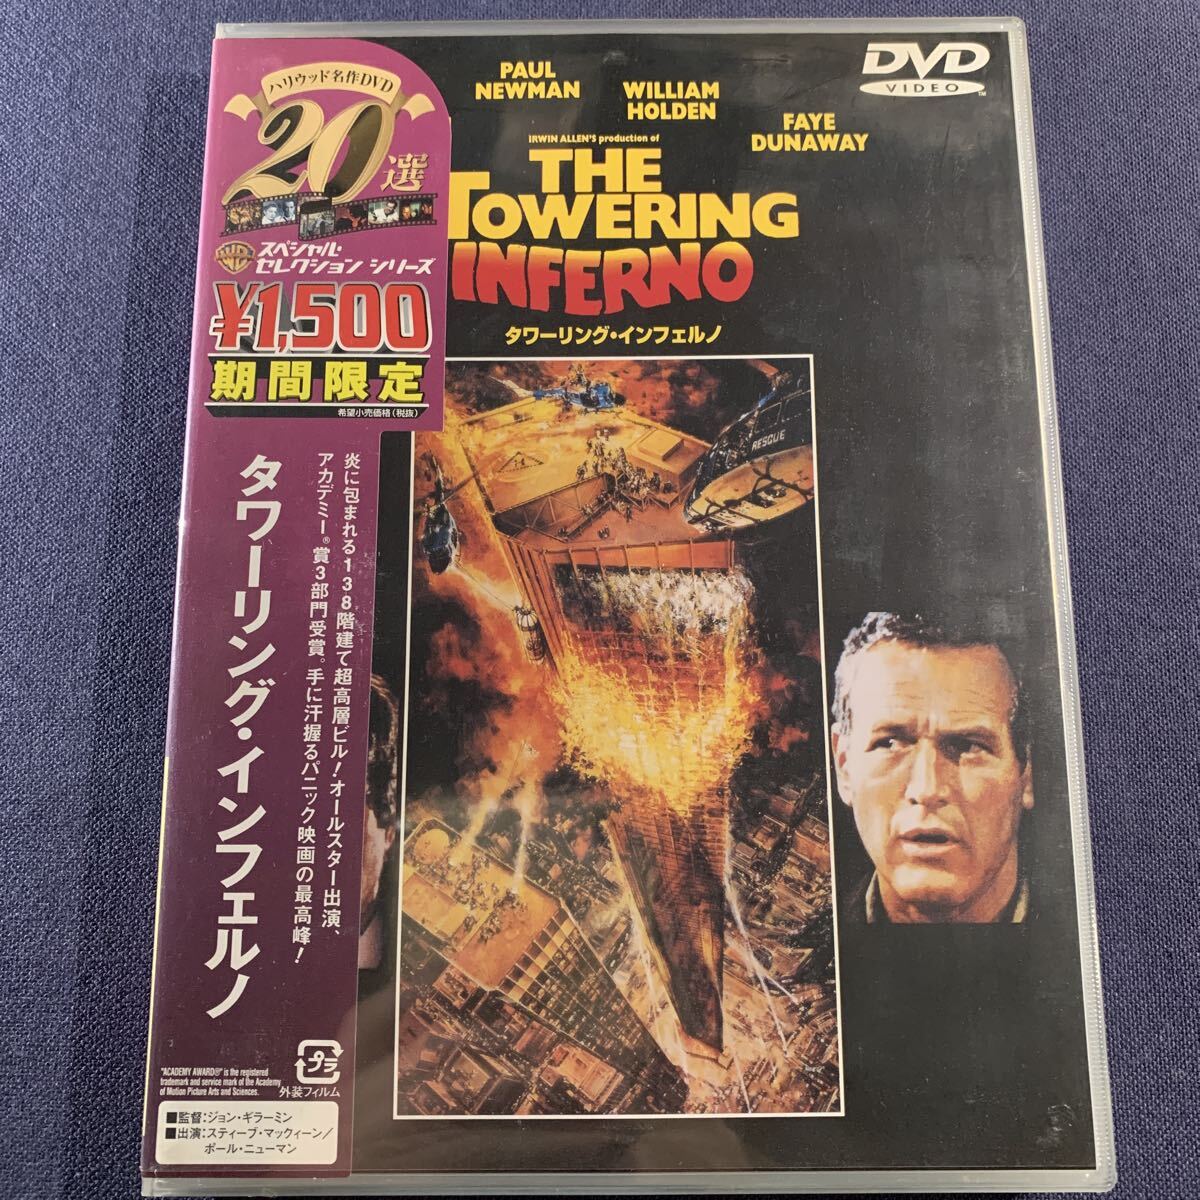 ハリウッド名作DVD
20選
スペシャル
セレクション シリーズ
¥1,500
期間限定
希望小売価格(税抜)
炎に包まれる138階建て超高層ビル!オールスター出演、
アカデミー®賞3部門受賞。手に汗握るパニック映画の最高峰!
タワーリング・インフェルノ
"ACADEMY AWARD®" is the registered
trademark and service mark of the Academy
of Motion Picture Arts and Sciences.
プラ
外装フィルム
■監督:ジョン・ギラーミン
■出演:スティーブ・マックィーン/
ポール・ニューマン
DVD
VIDEO
PAUL
NEWMAN
WILLIAM
HOLDEN
FAYE
DUNAWAY
IRWIN ALLEN'S production of
THE
TOWERING
INFERNO
タワーリング・インフェルノ
RESCUE